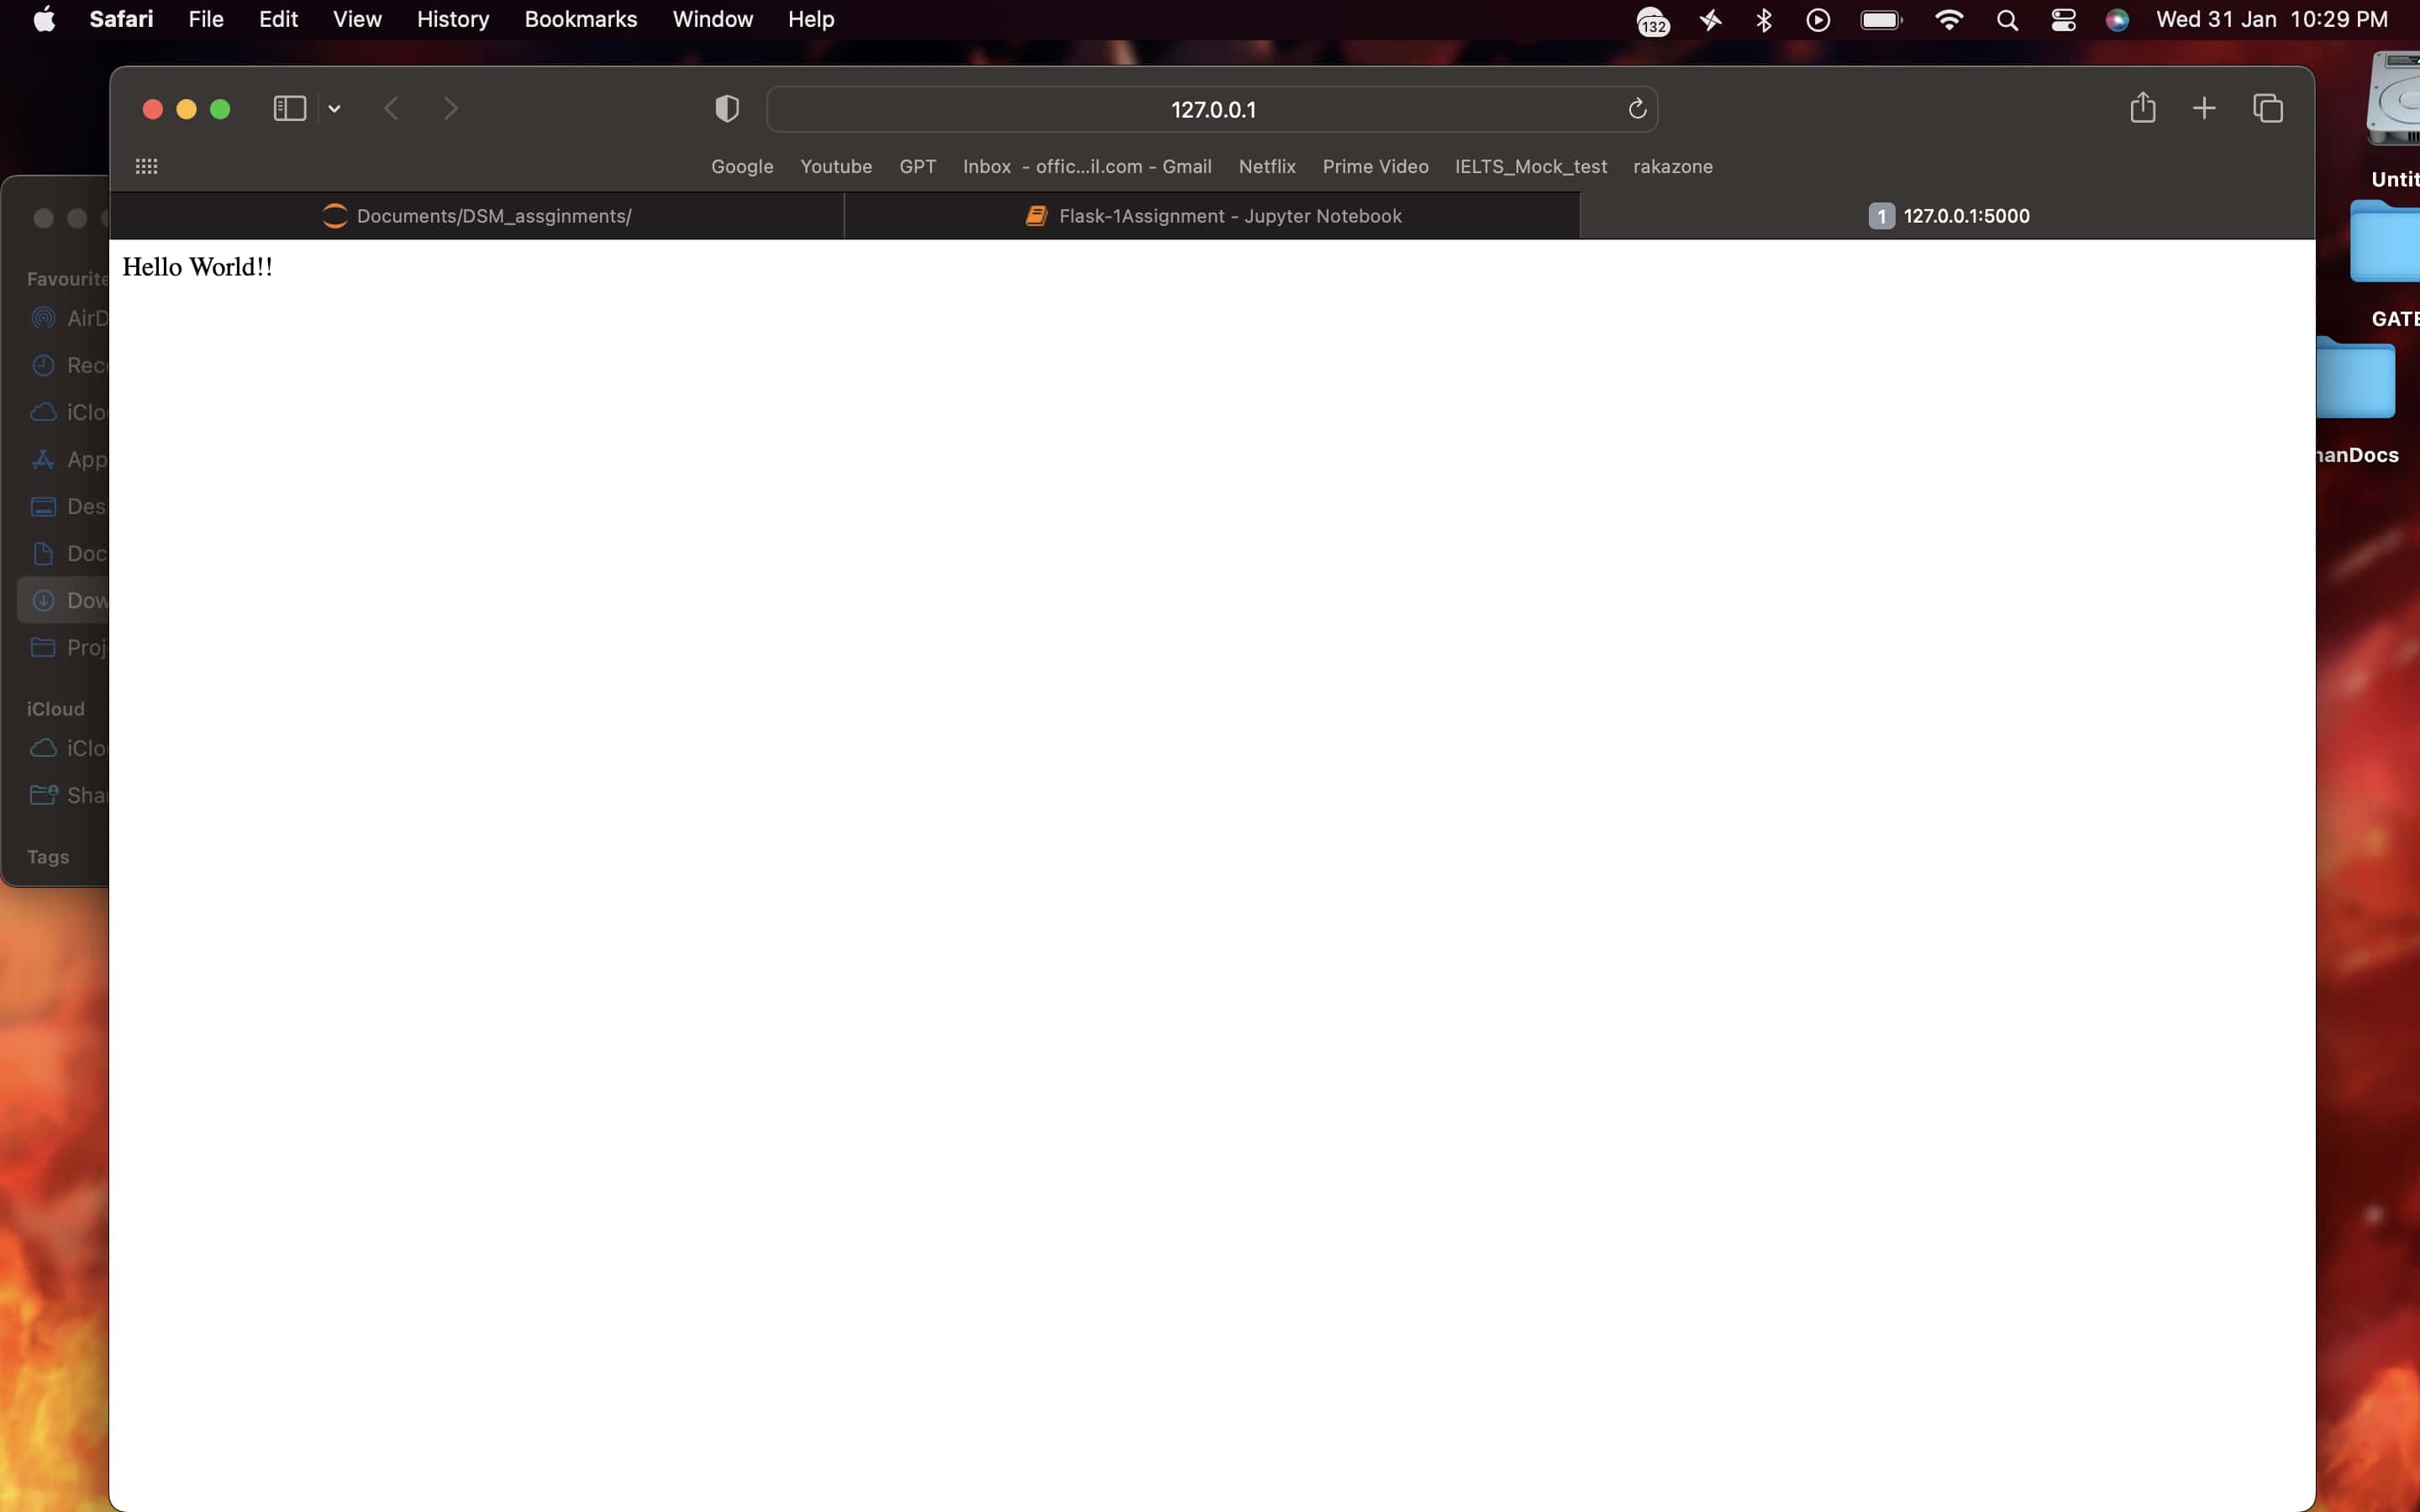 Safari File Edit View History Bookmarks Window Help 132 Wed 31 Jan 10:29 PM
127.0.0.1
Google Youtube GPT Inbox - offic...il.com - Gmail Netflix Prime Video IELTS_Mock_test rakazone
Documents/DSM_assginments/ Flask-1Assignment - Jupyter Notebook 1 127.0.0.1:5000
Hello World!!
Favourite
AirD
Rec
iClo
App
Des
Doc
Dow
Proj
iCloud
iClo
Sha
Tags
Untit
GATE
anDocs